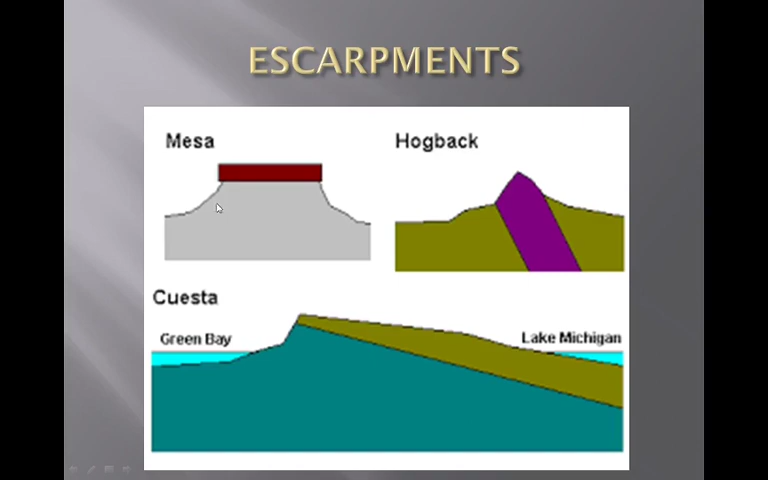 ESCARPMENTS
Mesa
Hogback
Cuesta
Green Bay
Lake Michigan